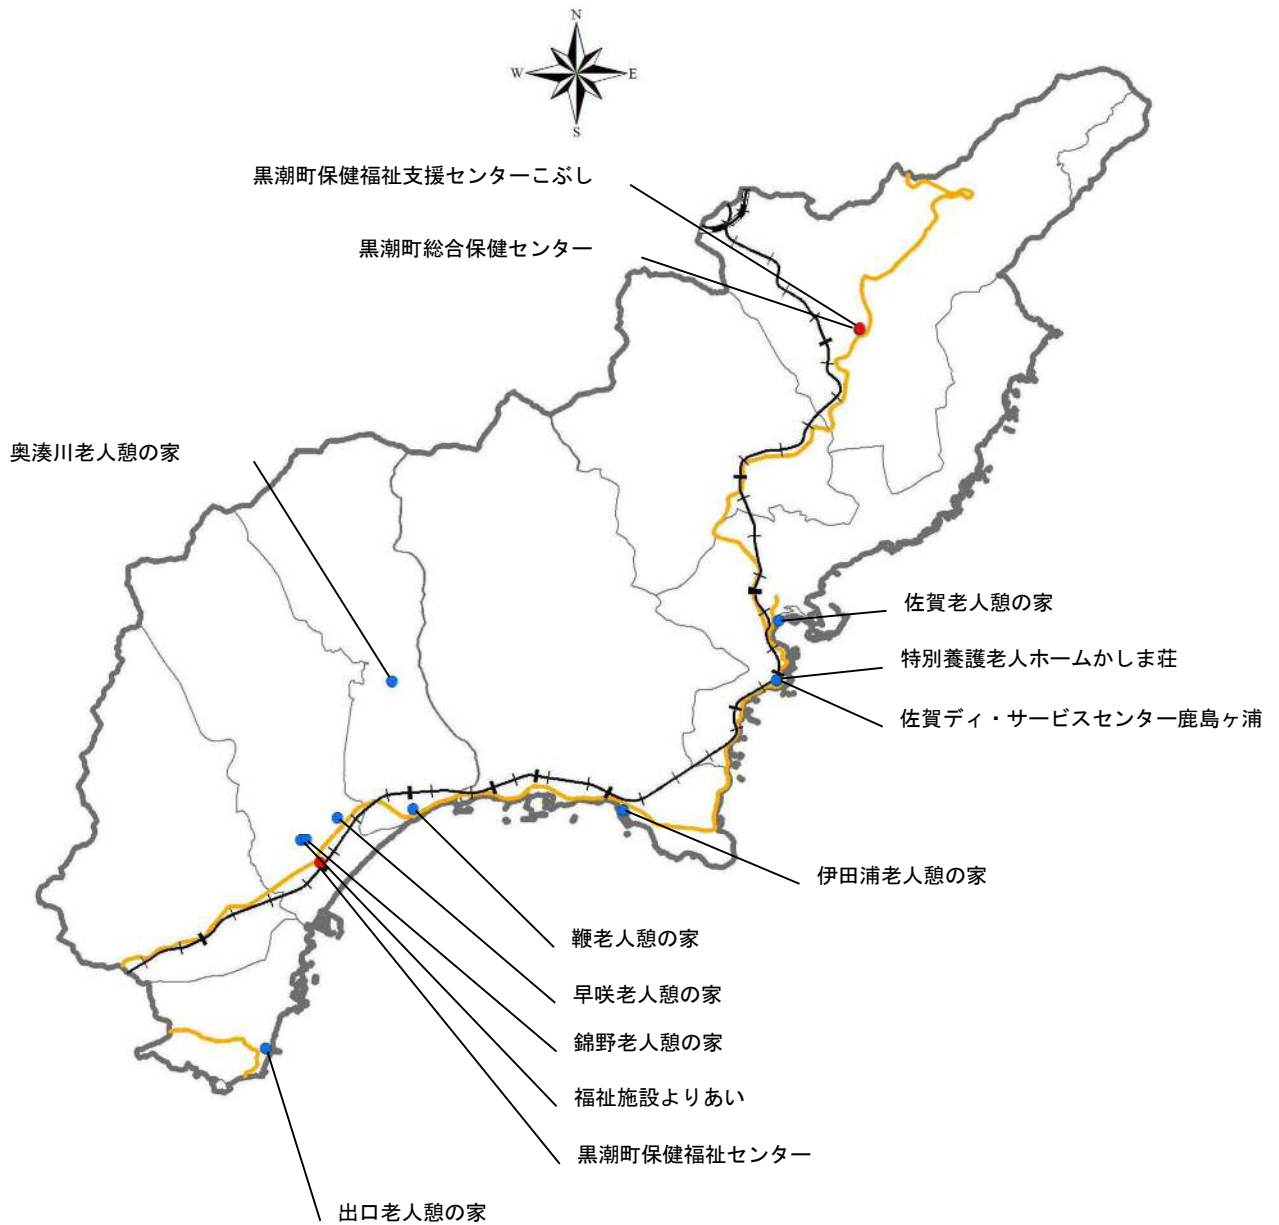 N
W
E
S
黒潮町保健福祉支援センターこぶし
黒潮町総合保健センター
奥湊川老人憩の家
佐賀老人憩の家
特別養護老人ホームかしま荘
佐賀ディ・サービスセンター鹿島ヶ浦
伊田浦老人憩の家
鞭老人憩の家
早咲老人憩の家
錦野老人憩の家
福祉施設よりあい
黒潮町保健福祉センター
出口老人憩の家